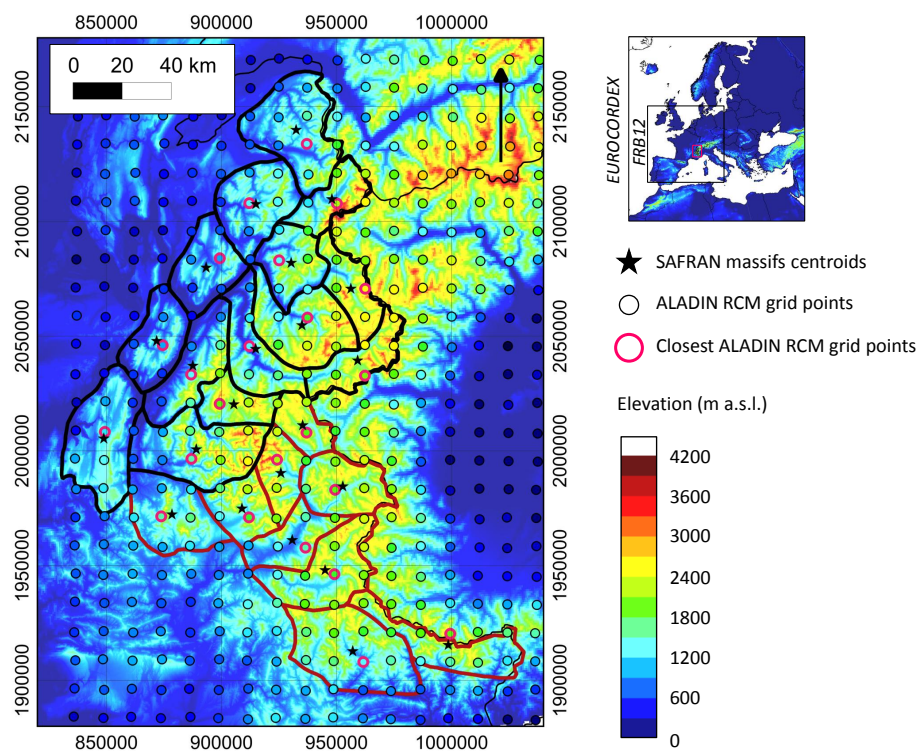 850000 900000 950000 1000000
0 20 40 km
2150000
2100000
2050000
2000000
1950000
1900000
2150000
2100000
2050000
2000000
1950000
1900000
850000 900000 950000 1000000
EUROCORDEX
FRB12
SAFRAN massifs centroids
ALADIN RCM grid points
Closest ALADIN RCM grid points
Elevation (m a.s.l.)
4200
3600
3000
2400
1800
1200
600
0